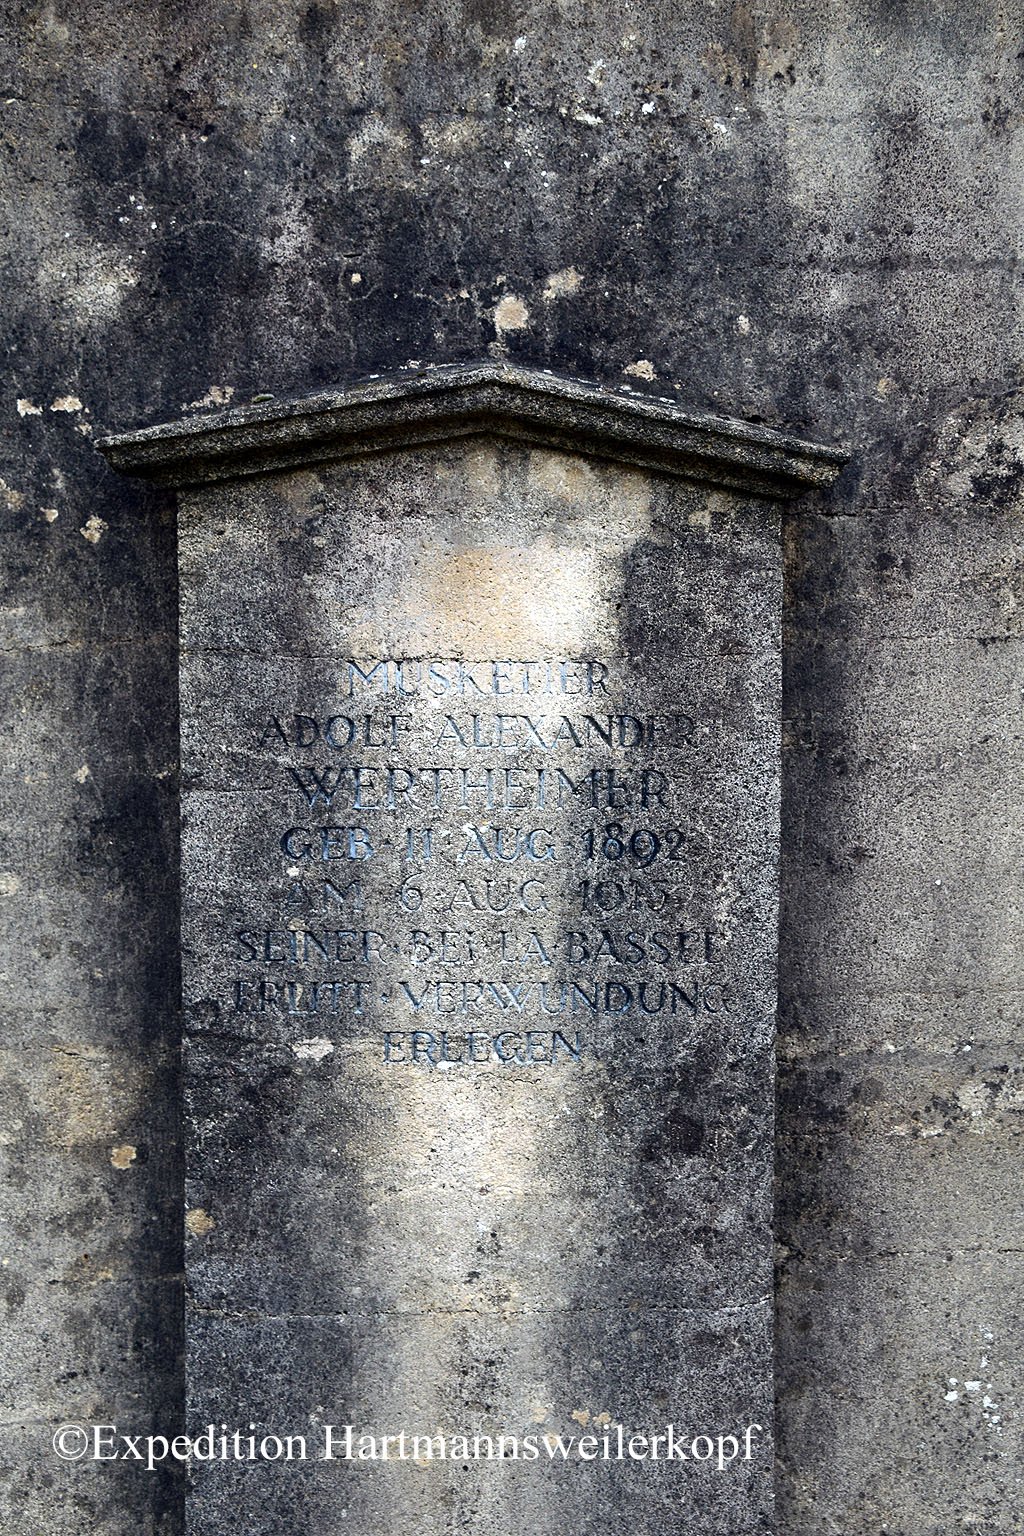 MUSKETIER
ADOLF ALEXANDER
WERTHEIMER
GEB · 11 · AUG · 1892
AM · 6 · AUG · 1915
SEINER · BEI · LA · BASSEE
ERLITT · VERWUNDUNG
ERLEGEN
©Expedition Hartmannsweilerkopf